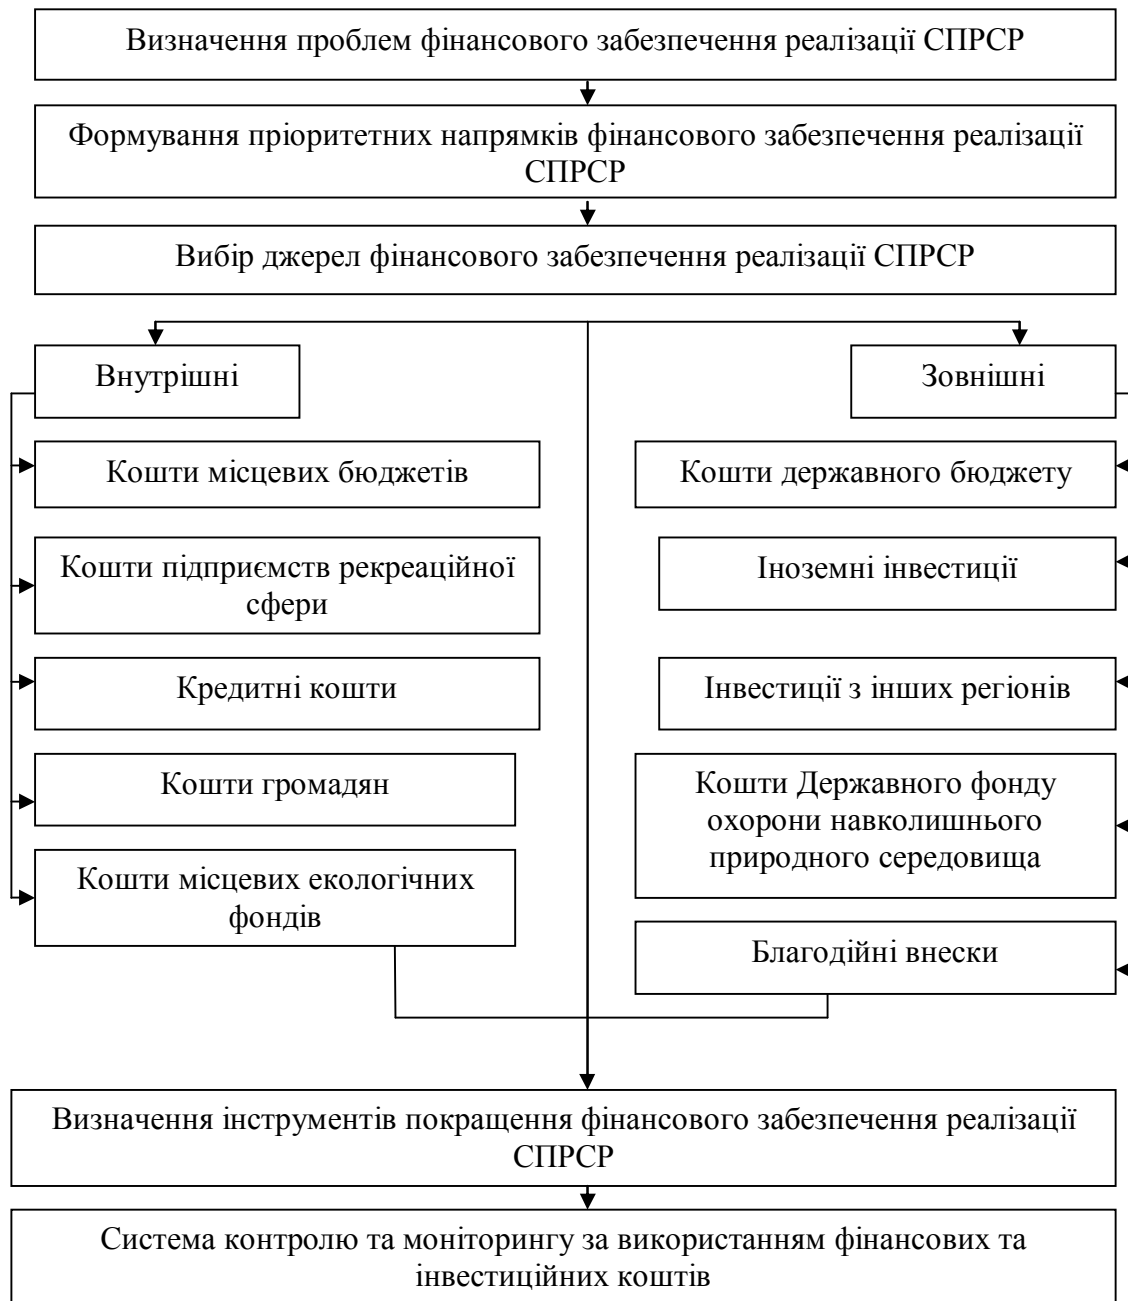 Визначення проблем фінансового забезпечення реалізації СПРСР
Формування пріоритетних напрямків фінансового забезпечення реалізації
СПРСР
Вибір джерел фінансового забезпечення реалізації СПРСР
Внутрішні
Зовнішні
Кошти місцевих бюджетів
Кошти державного бюджету
Кошти підприємств рекреаційної
сфери
Іноземні інвестиції
Кредитні кошти
Інвестиції з інших регіонів
Кошти громадян
Кошти Державного фонду
охорони навколишнього
природного середовища
Кошти місцевих екологічних
фондів
Благодійні внески
Визначення інструментів покращення фінансового забезпечення реалізації
СПРСР
Система контролю та моніторингу за використанням фінансових та
інвестиційних коштів